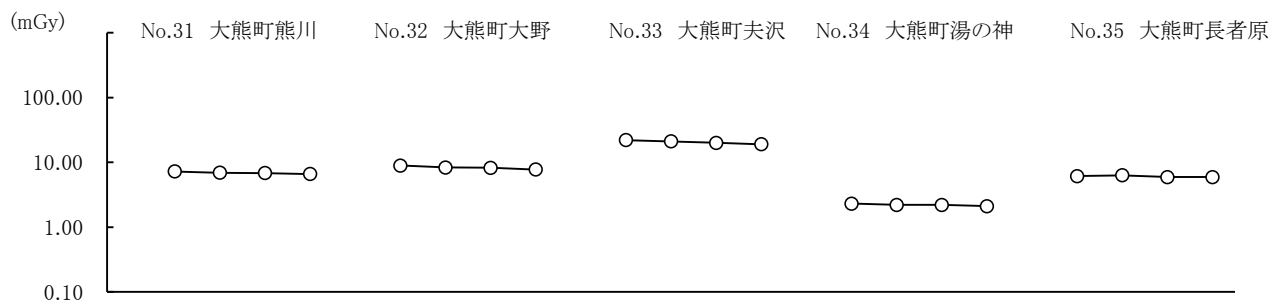 (mGy)
No.31 大熊町熊川
No.32 大熊町大野
No.33 大熊町夫沢
No.34 大熊町湯の神
No.35 大熊町長者原
100.00
10.00
1.00
0.10